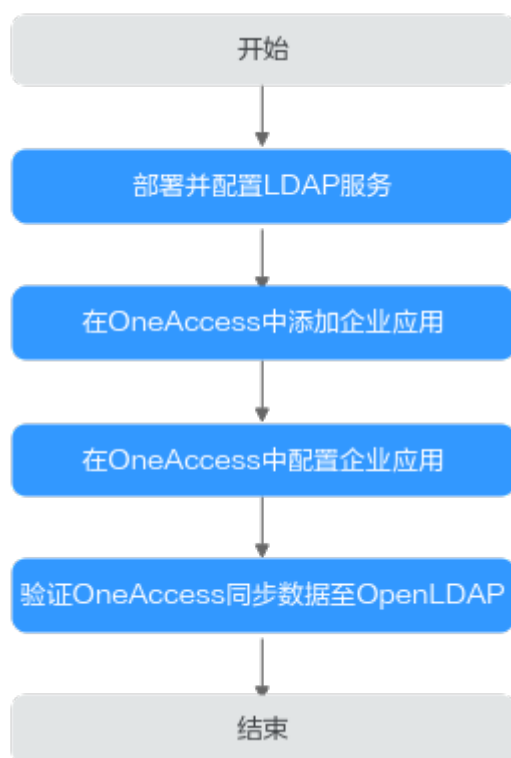 开始
部署并配置LDAP服务
在OneAccess中添加企业应用
在OneAccess中配置企业应用
验证OneAccess同步数据至OpenLDAP
结束